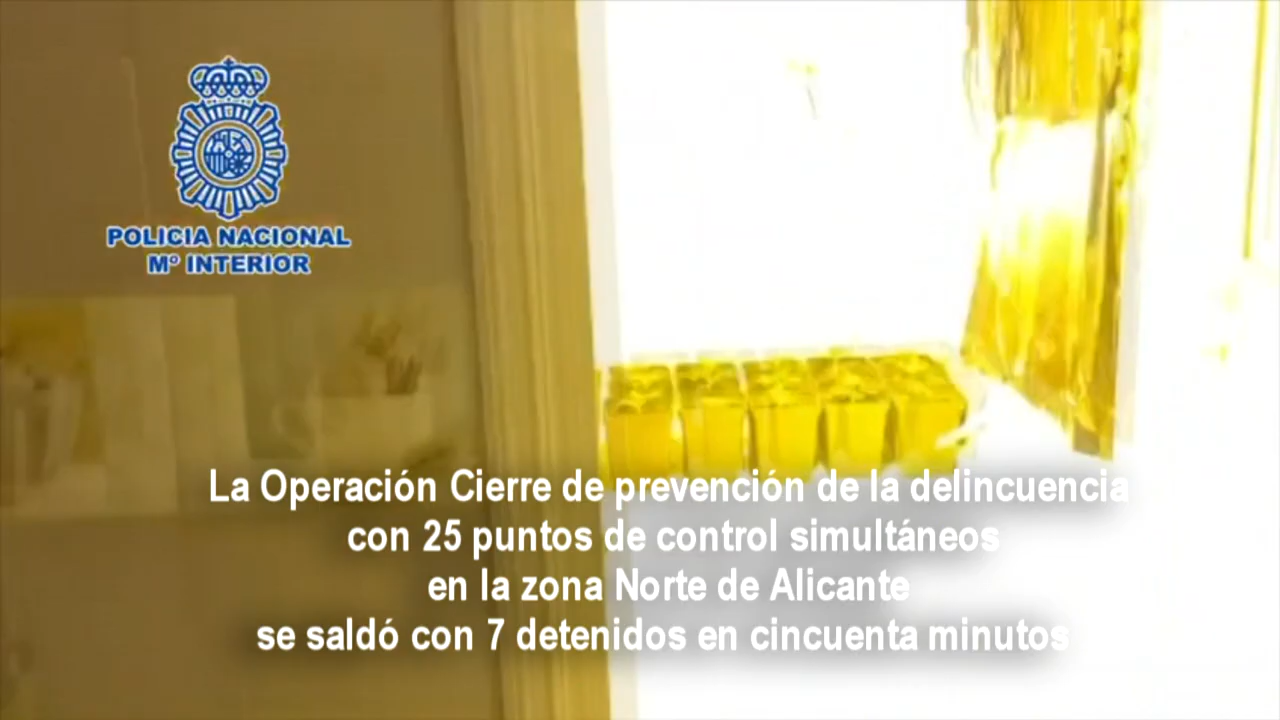 POLICIA NACIONAL
Mº INTERIOR
La Operación Cierre de prevención de la delincuencia
con 25 puntos de control simultáneos
en la zona Norte de Alicante
se saldó con 7 detenidos en cincuenta minutos